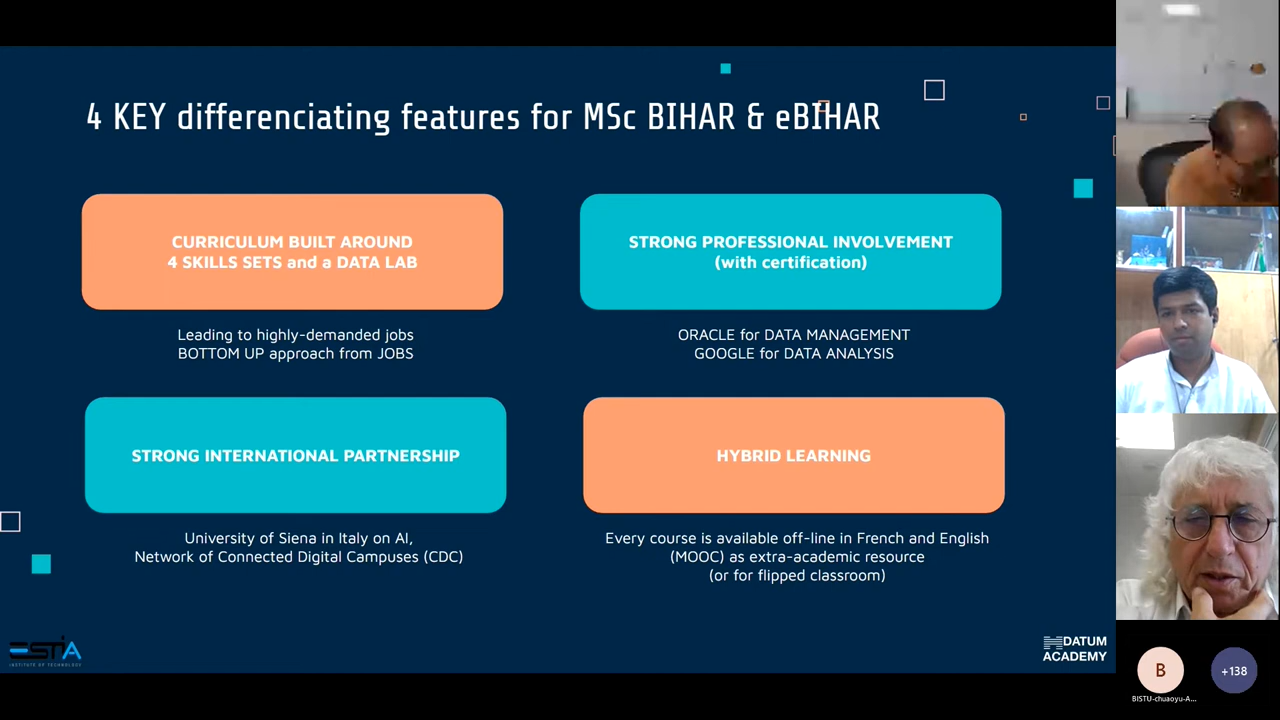 4 KEY differenciating features for MSc BIHAR & eBIHAR
CURRICULUM BUILT AROUND
4 SKILLS SETS and a DATA LAB
Leading to highly-demanded jobs
BOTTOM UP approach from JOBS
STRONG PROFESSIONAL INVOLVEMENT
(with certification)
ORACLE for DATA MANAGEMENT
GOOGLE for DATA ANALYSIS
STRONG INTERNATIONAL PARTNERSHIP
University of Siena in Italy on AI,
Network of Connected Digital Campuses (CDC)
HYBRID LEARNING
Every course is available off-line in French and English
(MOOC) as extra-academic resource
(or for flipped classroom)
ESTIA
INSTITUTE OF TECHNOLOGY
DATUM
ACADEMY
B
+138
BISTU-chuaoyu-A...